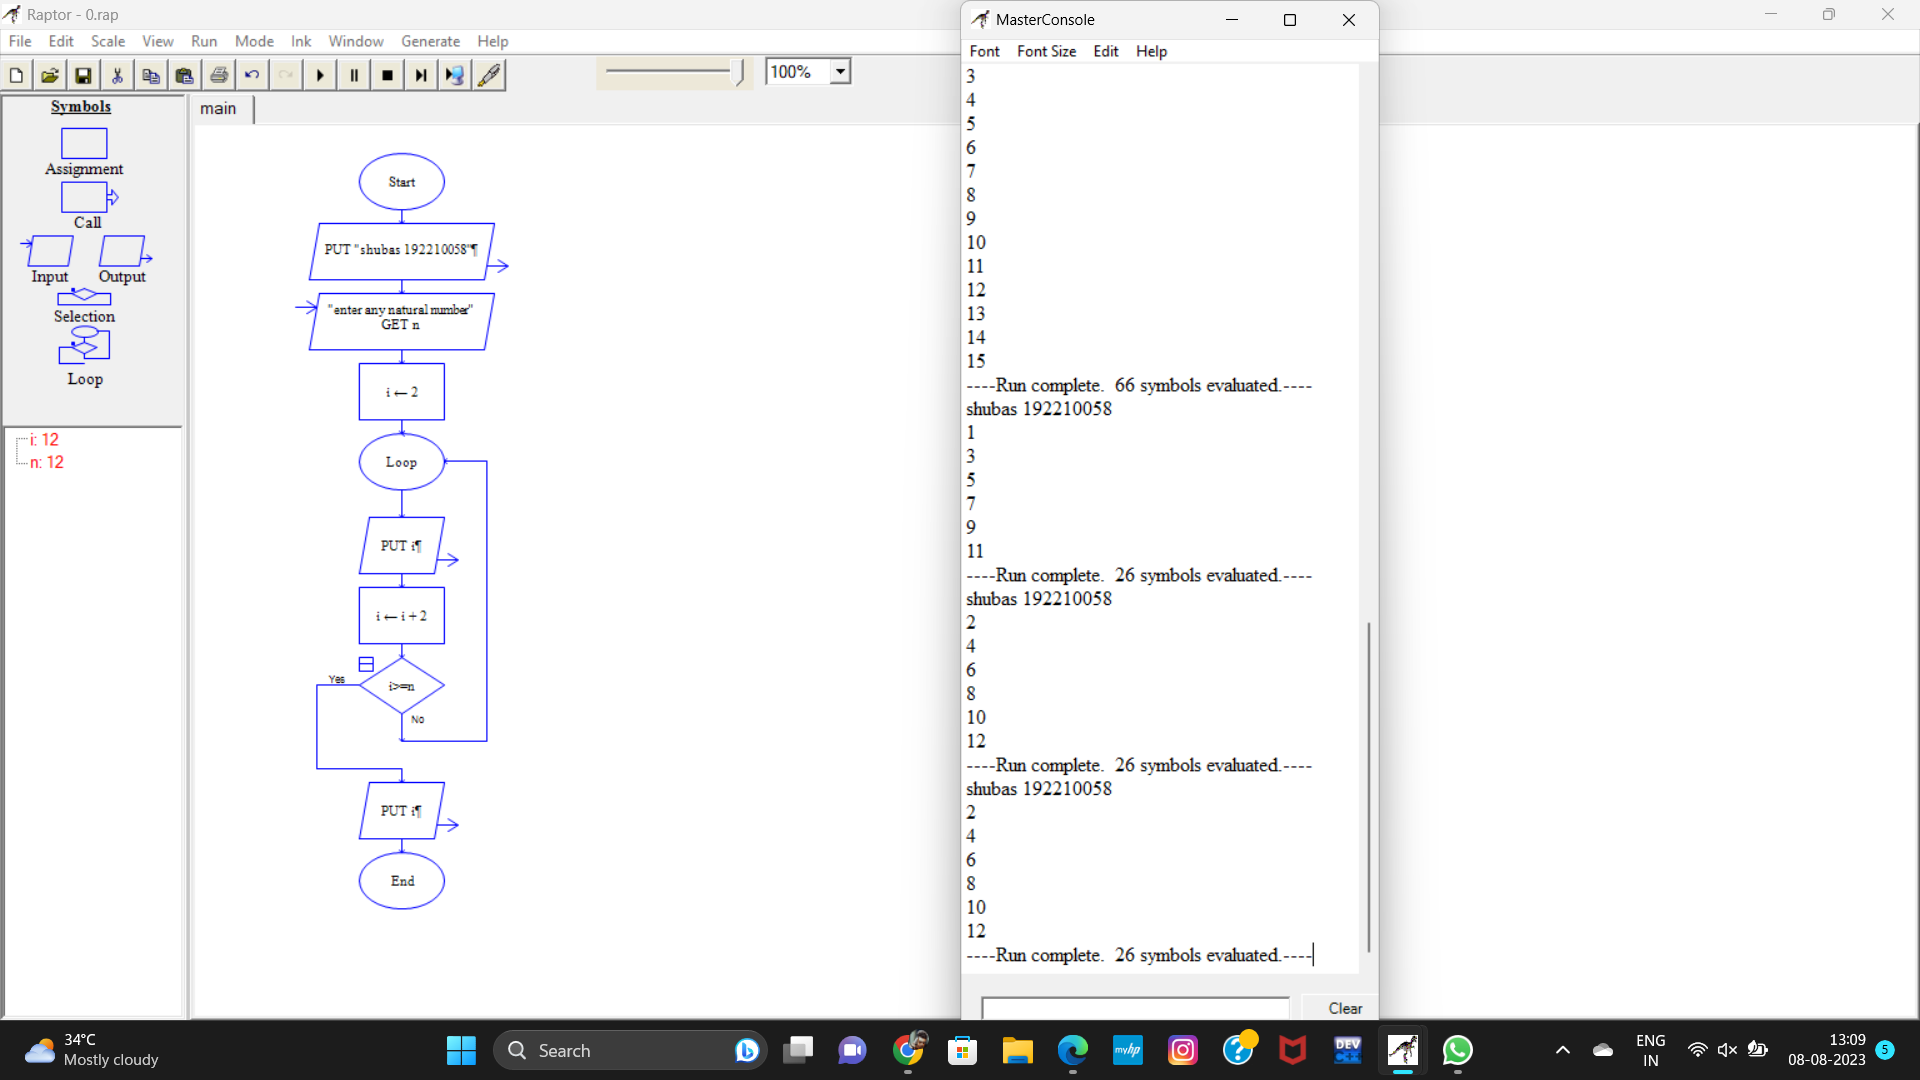 Raptor - 0.rap
File Edit Scale View Run Mode Ink Window Generate Help
100%
Symbols
Assignment
Call
Input Output
Selection
Loop
i: 12
n: 12
main
Start
PUT "shubas 192210058"¶
"enter any natural number"
GET n
i ← 2
Loop
PUT i¶
i ← i + 2
Yes
i>=n
No
PUT i¶
End
MasterConsole
Font Font Size Edit Help
3
4
5
6
7
8
9
10
11
12
13
14
15
----Run complete.  66 symbols evaluated.----
shubas 192210058
1
3
5
7
9
11
----Run complete.  26 symbols evaluated.----
shubas 192210058
2
4
6
8
10
12
----Run complete.  26 symbols evaluated.----
shubas 192210058
2
4
6
8
10
12
----Run complete.  26 symbols evaluated.----
Clear
34°C
Mostly cloudy
Search
myhp
DEV
C++
ENG
IN
13:09
08-08-2023
5